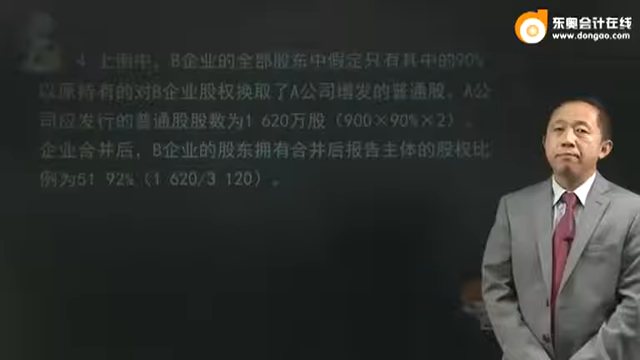 东奥会计在线
www.dongao.com
4.上例中，B企业的全部股东中假定只有其中的90%
以原持有的对B企业股权换取了A公司增发的普通股。A公
司应发行的普通股股数为1 620万股（900×90%×2）。
企业合并后，B企业的股东拥有合并后报告主体的股权比
例为51.92%（1 620/3 120）。